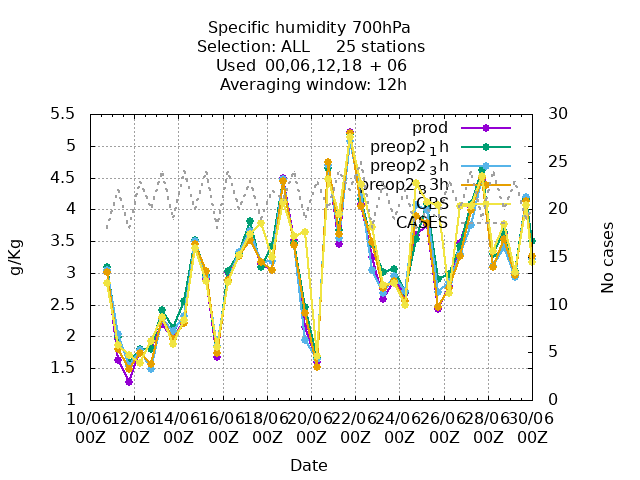 Specific humidity 700hPa
Selection: ALL 25 stations
Used 00,06,12,18 + 06
Averaging window: 12h
prod
preop2 1h
preop2 3h
preop2 3 3h
OBS
CASES
g/Kg
5.5
5
4.5
4
3.5
3
2.5
2
1.5
1
30
25
20
15
10
5
0
No cases
10/06 12/06 14/06 16/06 18/06 20/06 22/06 24/06 26/06 28/06 30/06
00Z 00Z 00Z 00Z 00Z 00Z 00Z 00Z 00Z 00Z 00Z
Date